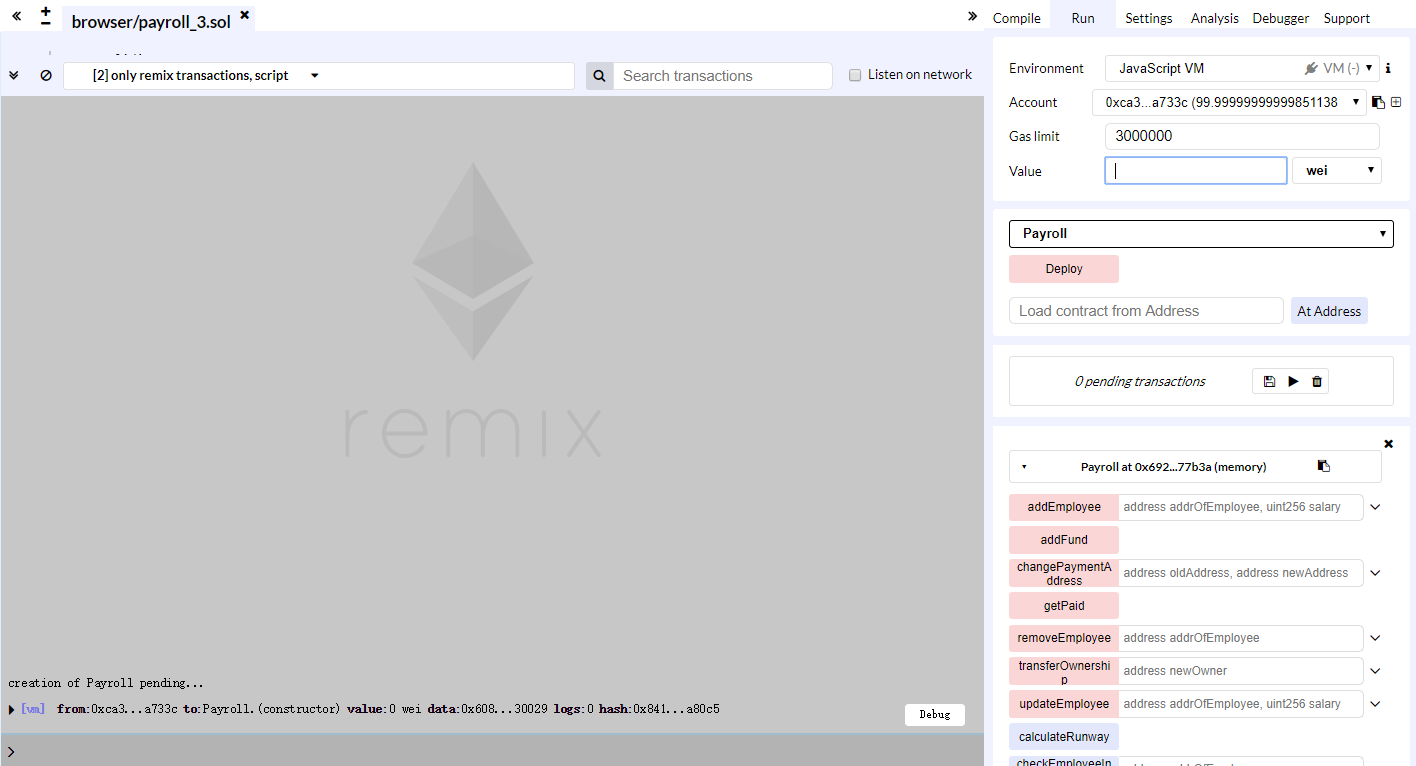 browser/payroll_3.sol
[2] only remix transactions, script
Search transactions
Listen on network
remix
creation of Payroll pending...
[vm] from:0xca3...a733c to:Payroll.(constructor) value:0 wei data:0x608...30029 logs:0 hash:0x841...a80c5
Debug
Compile Run Settings Analysis Debugger Support
Environment JavaScript VM VM (-)
Account 0xca3...a733c (99.99999999999851138
Gas limit 3000000
Value wei
Payroll
Deploy
Load contract from Address At Address
0 pending transactions
Payroll at 0x692...77b3a (memory)
addEmployee address addrOfEmployee, uint256 salary
addFund
changePaymentA
ddress
address oldAddress, address newAddress
getPaid
removeEmployee address addrOfEmployee
transferOwnershi
p
address newOwner
updateEmployee address addrOfEmployee, uint256 salary
calculateRunway
checkEmployeeIn